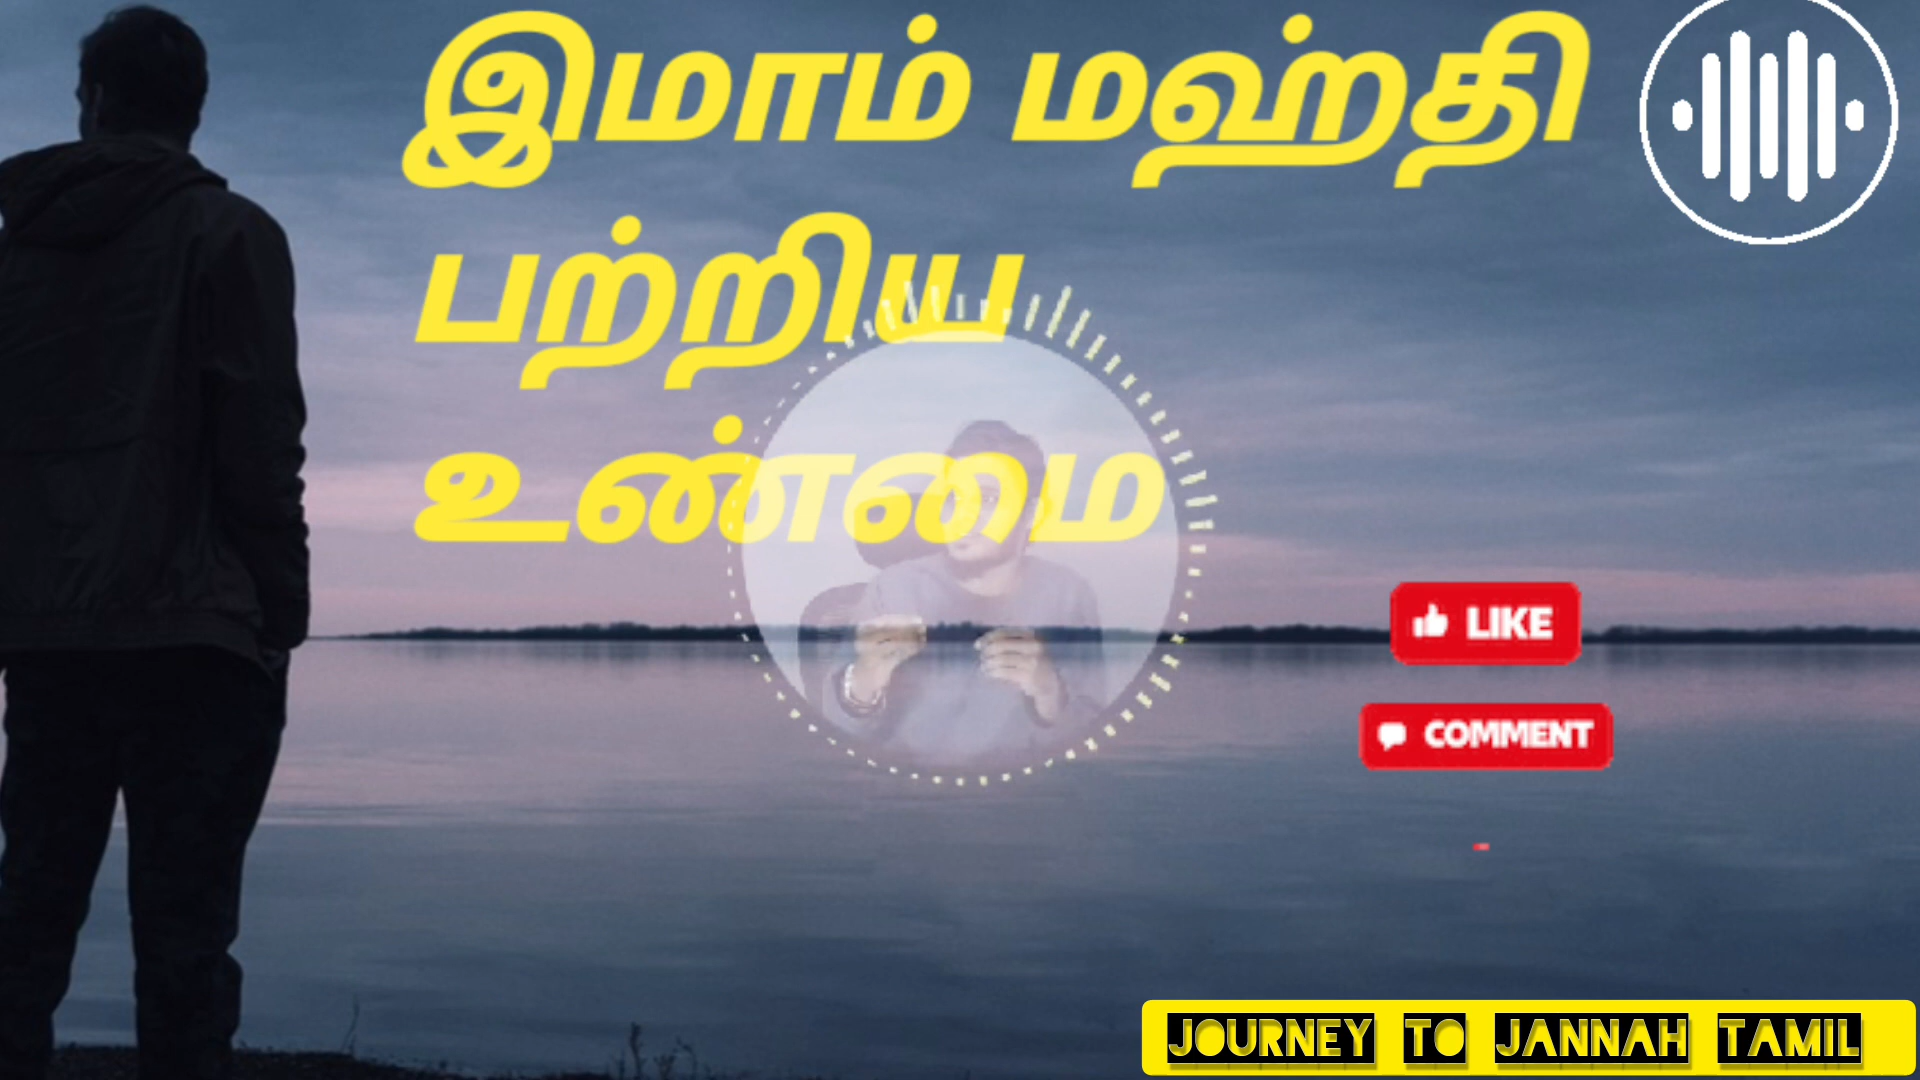 இமாம் மஹ்தி
பற்றிய
உண்மை
LIKE
COMMENT
JOURNEY TO JANNAH TAMIL